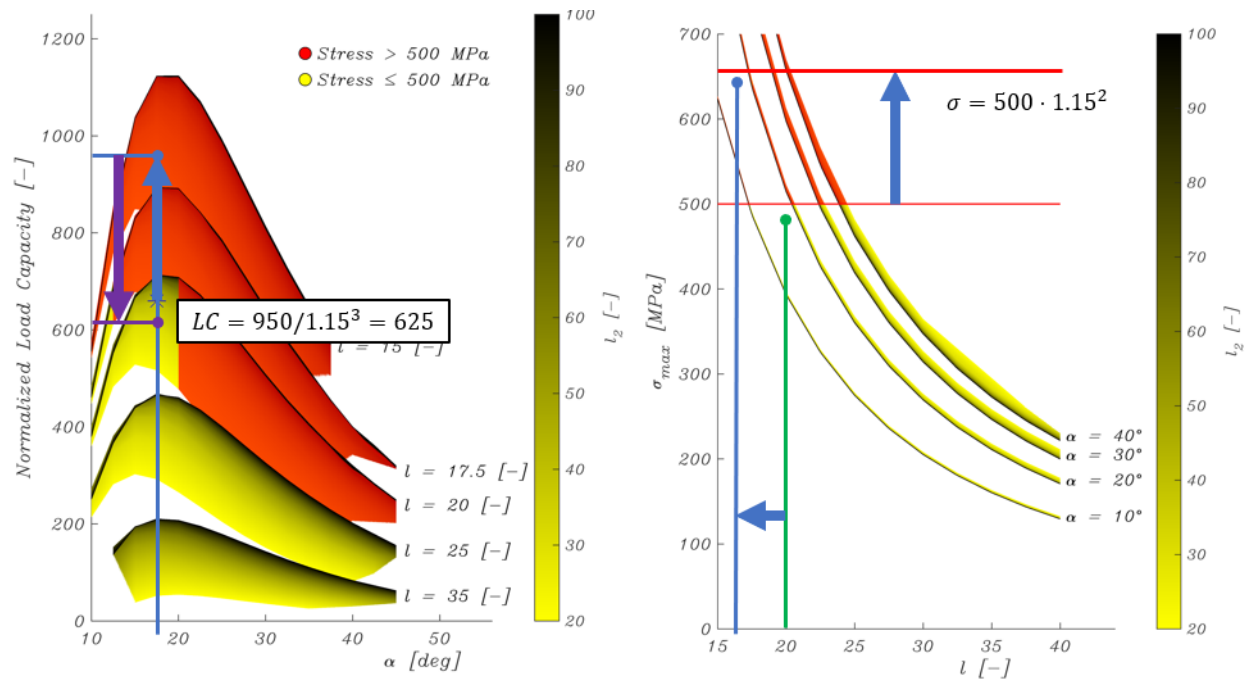 Normalized Load Capacity [-]
1200
1000
800
600
400
200
0
Stress > 500 MPa
Stress ≤ 500 MPa
LC = 950/1.15³ = 625
l = 15 [-]
l = 17.5 [-]
l = 20 [-]
l = 25 [-]
l = 35 [-]
10
20
30
40
50
α [deg]
100
90
80
70
60
50
40
30
20
l₂ [-]
σmax [MPa]
700
600
500
400
300
200
100
0
σ = 500 · 1.15²
α = 40°
α = 30°
α = 20°
α = 10°
15
20
25
30
35
40
l [-]
100
90
80
70
60
50
40
30
20
l₂ [-]